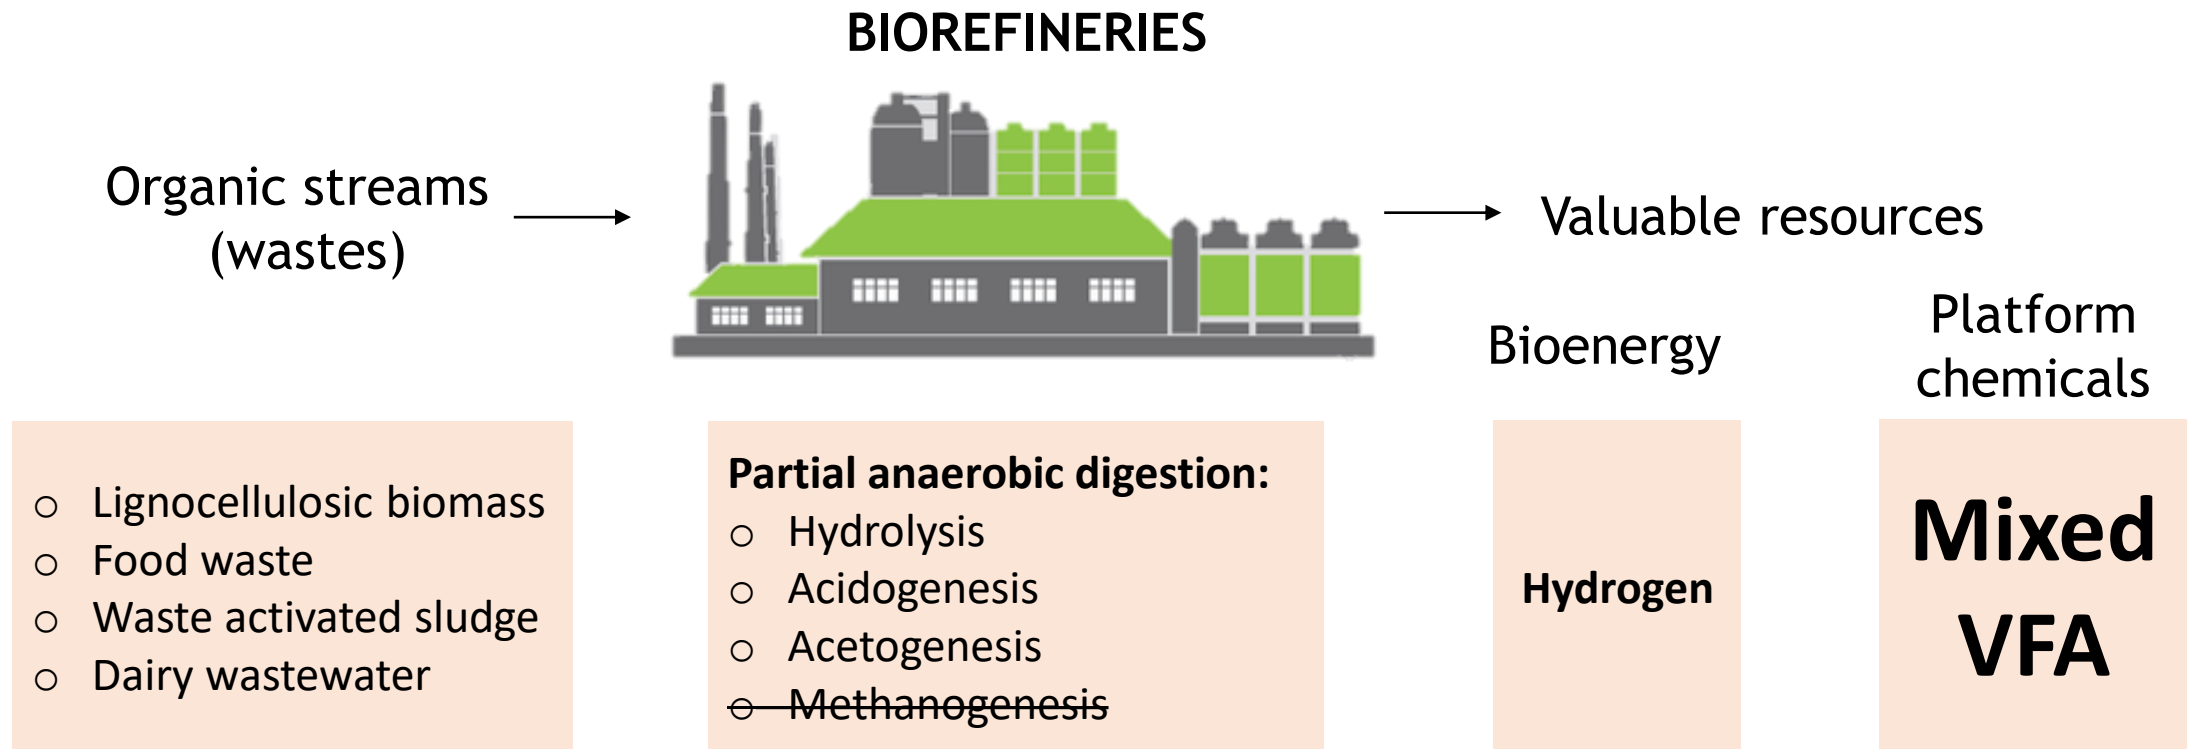 BIOREFINERIES
Organic streams
(wastes)
Valuable resources
Bioenergy
Platform
chemicals
o Lignocellulosic biomass
o Food waste
o Waste activated sludge
o Dairy wastewater
Partial anaerobic digestion:
o Hydrolysis
o Acidogenesis
o Acetogenesis
o Methanogenesis
Hydrogen
Mixed
VFA